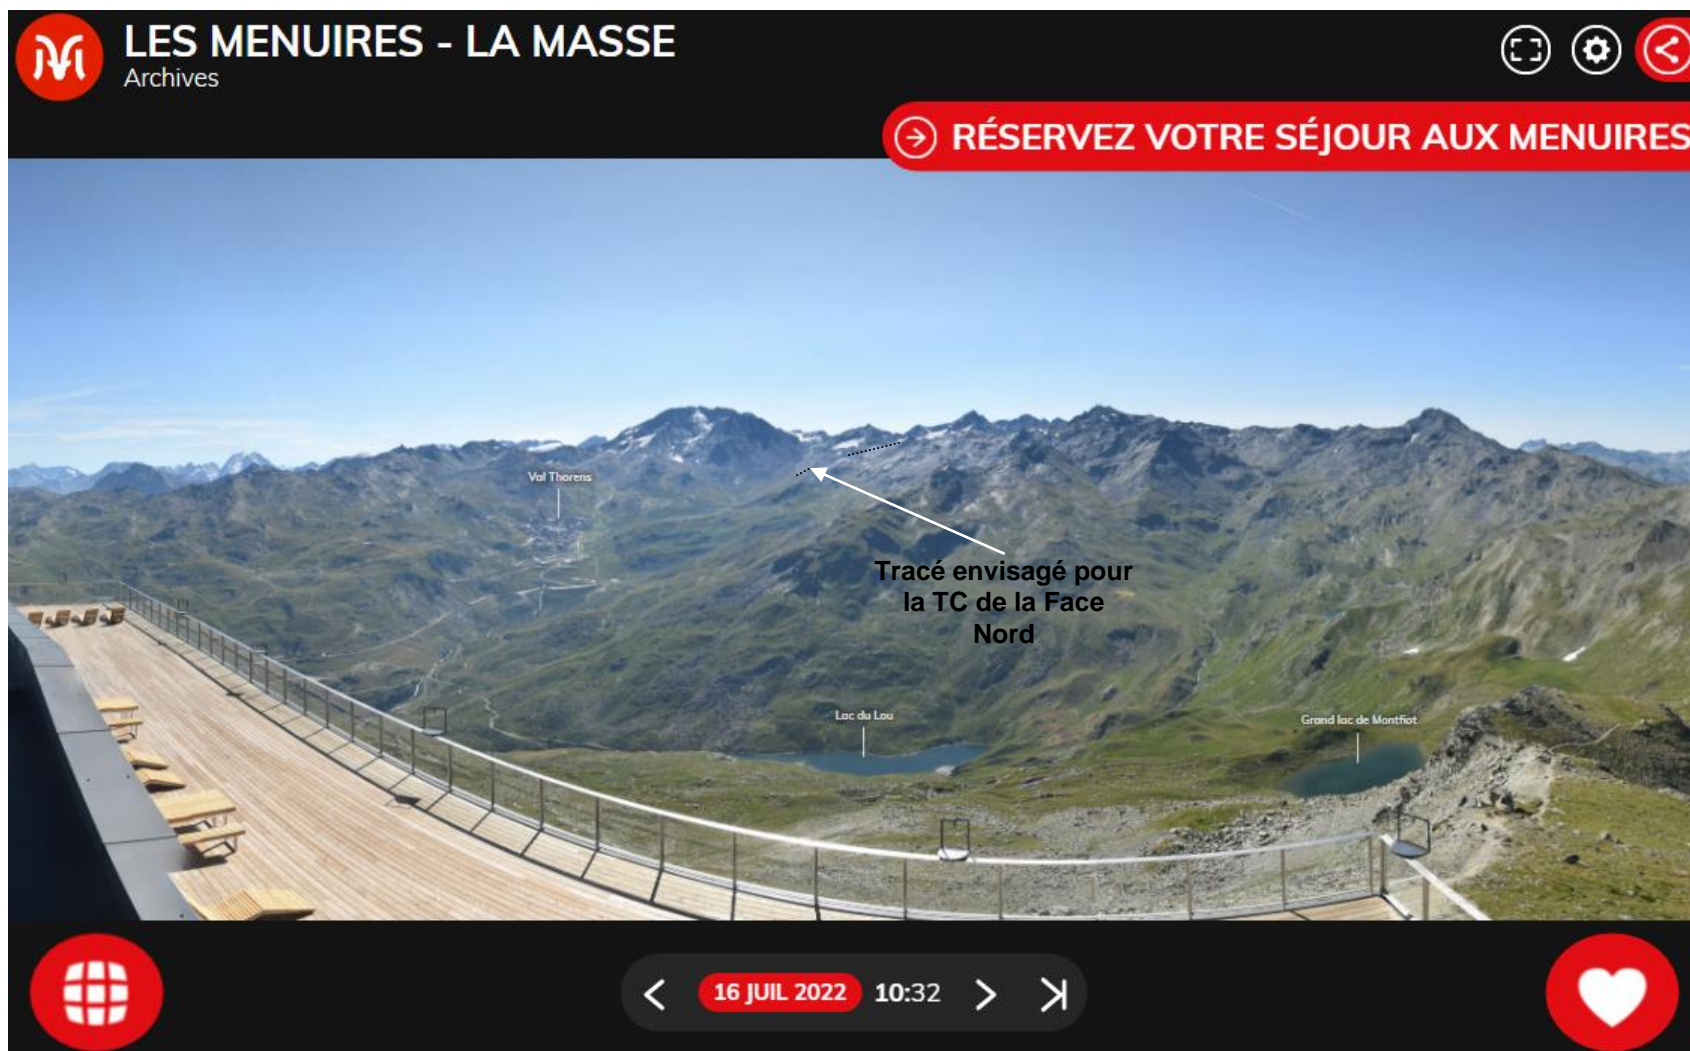 LES MENUIRES - LA MASSE
Archives
RÉSERVEZ VOTRE SÉJOUR AUX MENUIRES
Val Thorens
Tracé envisagé pour
la TC de la Face
Nord
Lac du Lou
Grand lac de Montfiot
16 JUIL 2022 10:32